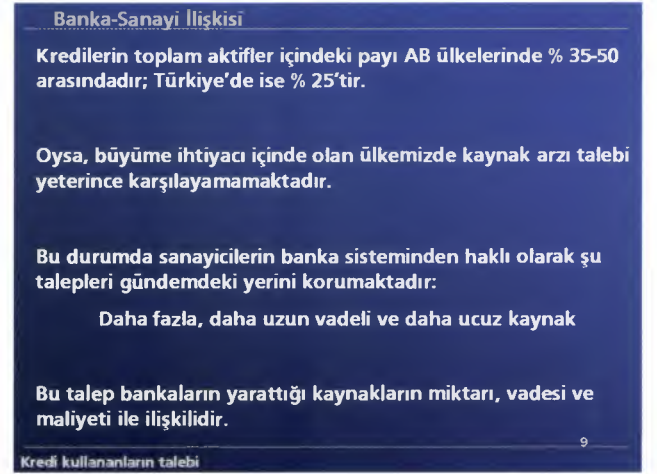 Banka-Sanayi İlişkisi
Kredilerin toplam aktifler içindeki payı AB ülkelerinde % 35-50
arasındadır; Türkiye'de ise % 25'tir.
Oysa, büyüme ihtiyacı içinde olan ülkemizde kaynak arzı talebi
yeterince karşılayamamaktadır.
Bu durumda sanayicilerin banka sisteminden haklı olarak şu
talepleri gündemdeki yerini korumaktadır:
Daha fazla, daha uzun vadeli ve daha ucuz kaynak
Bu talep bankaların yarattığı kaynakların miktarı, vadesi ve
maliyeti ile ilişkilidir.
9
Kredi kullananların talebi